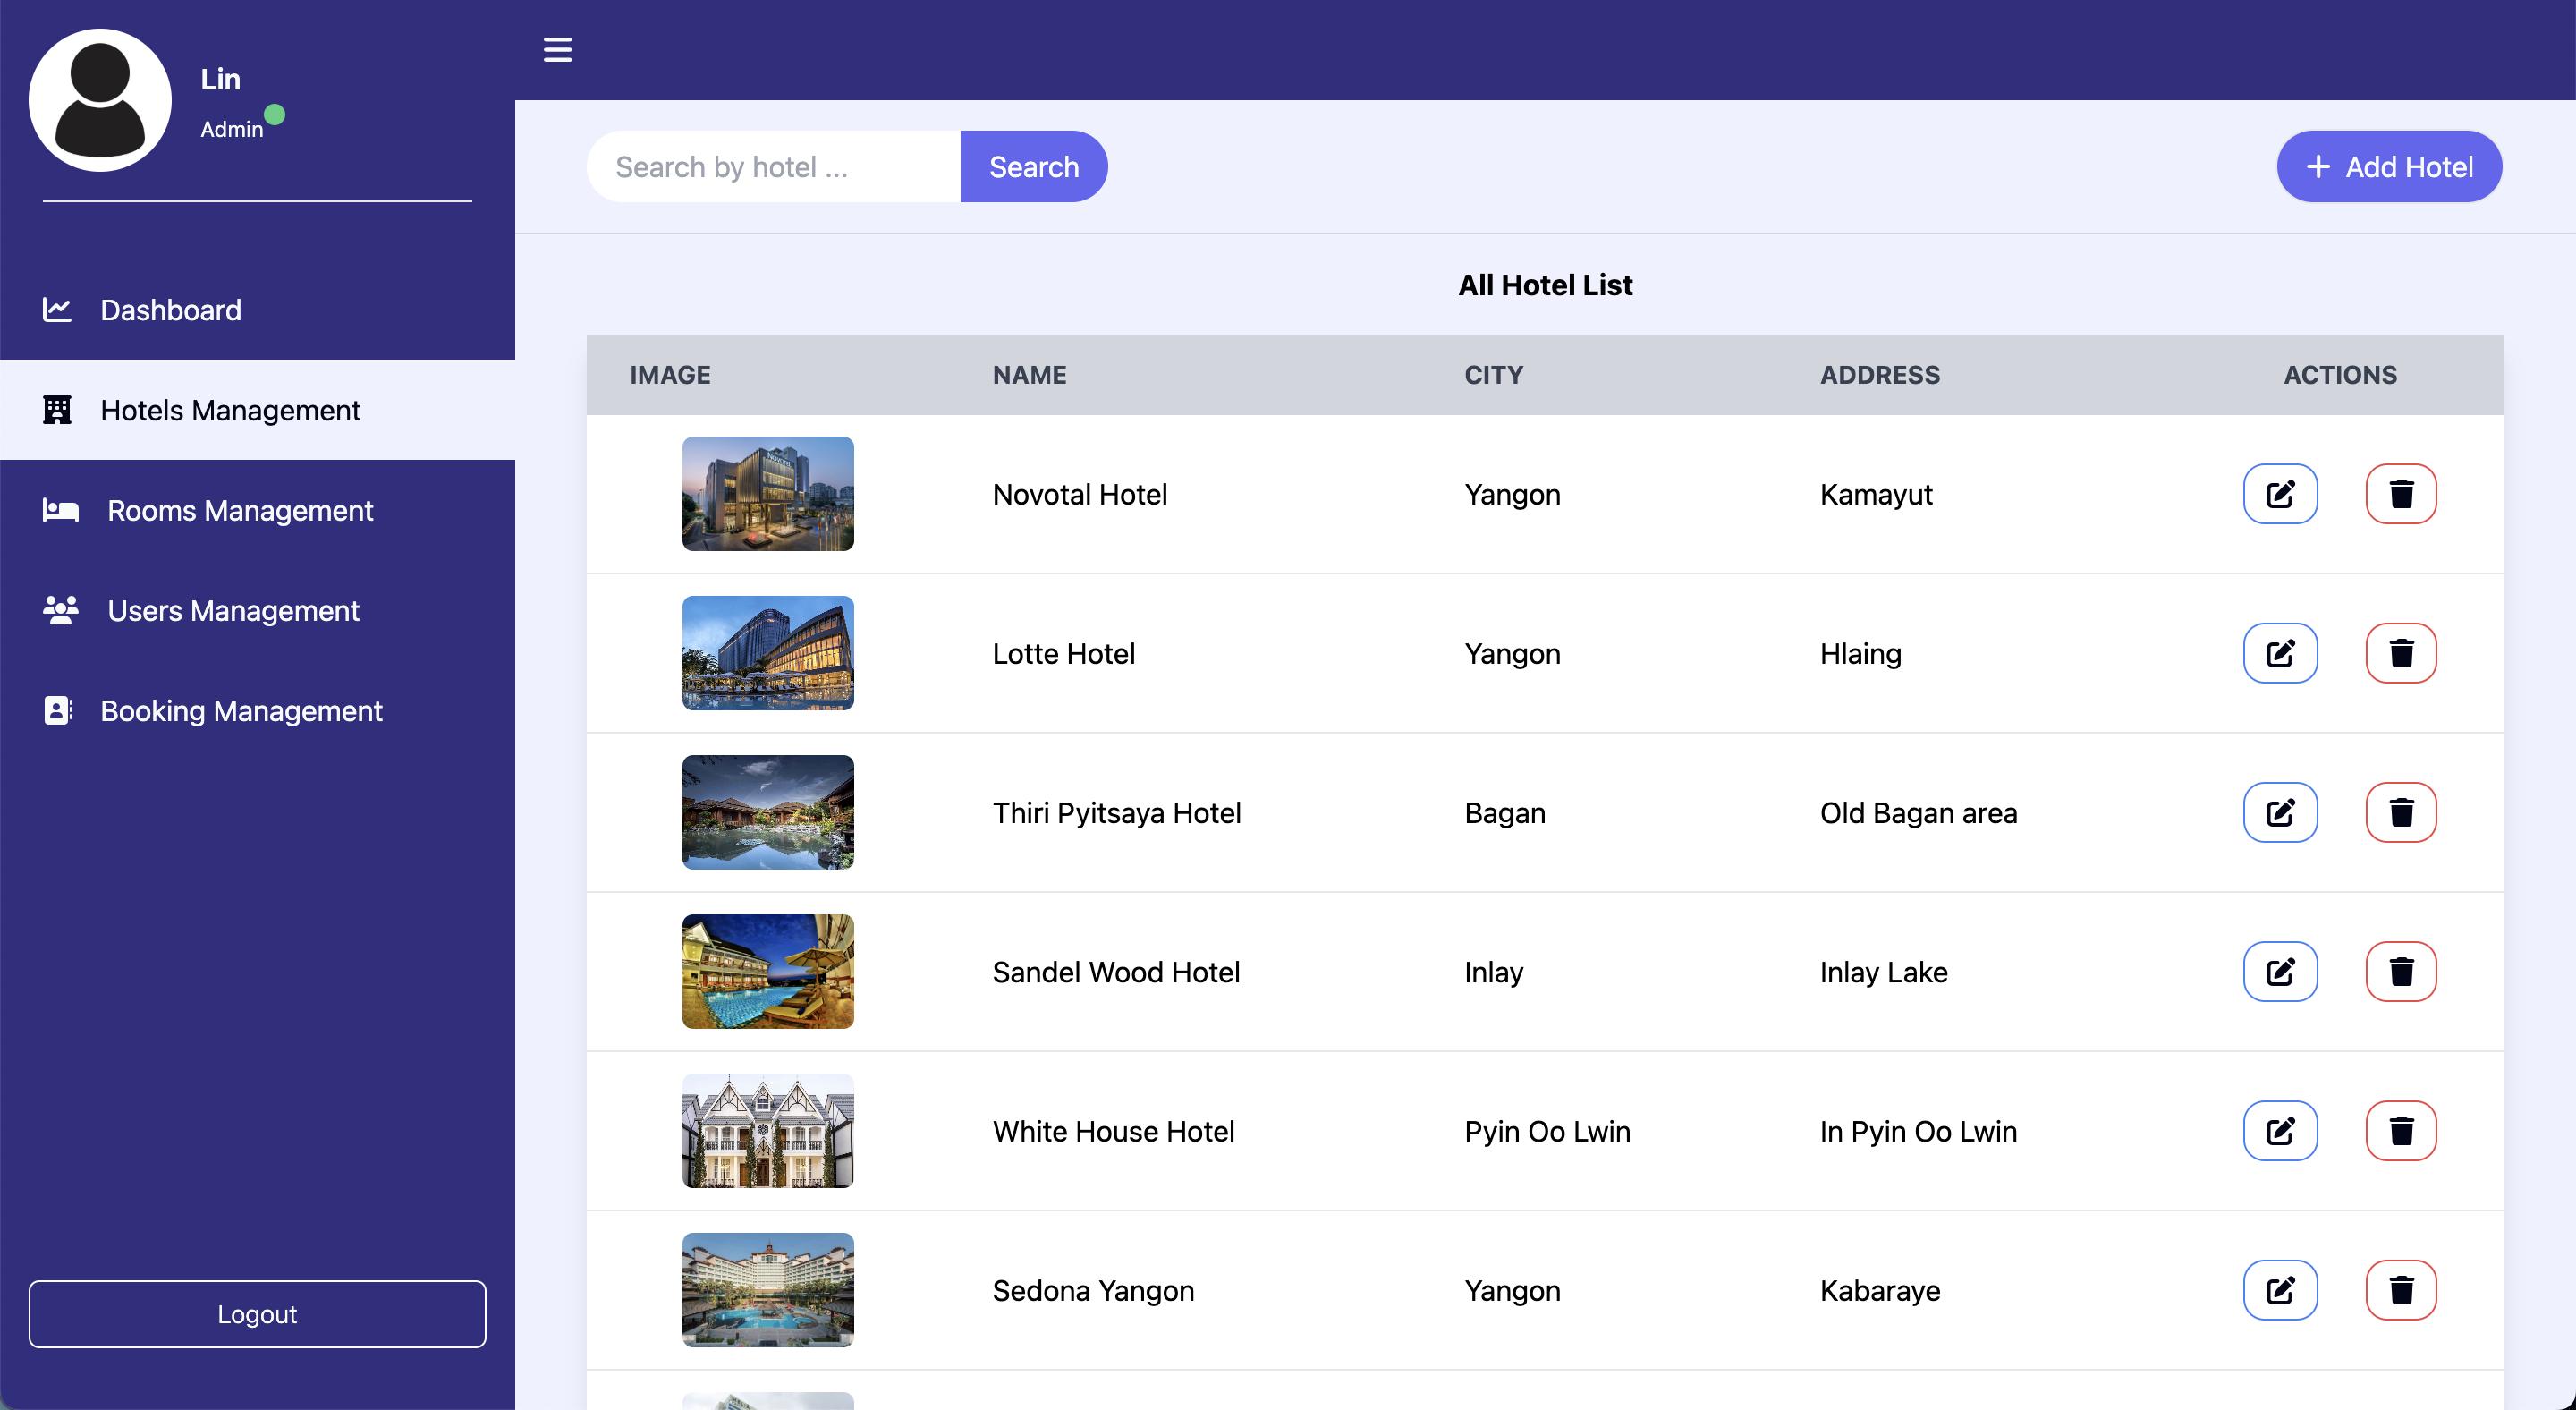 Lin
Admin
Dashboard
Hotels Management
Rooms Management
Users Management
Booking Management
Logout
Search by hotel ...
Search
Add Hotel
All Hotel List
IMAGE NAME CITY ADDRESS ACTIONS
NOVOTEL
Novotal Hotel Yangon Kamayut
Lotte Hotel Yangon Hlaing
Thiri Pyitsaya Hotel Bagan Old Bagan area
Sandel Wood Hotel Inlay Inlay Lake
White House Hotel Pyin Oo Lwin In Pyin Oo Lwin
Sedona Yangon Yangon Kabaraye